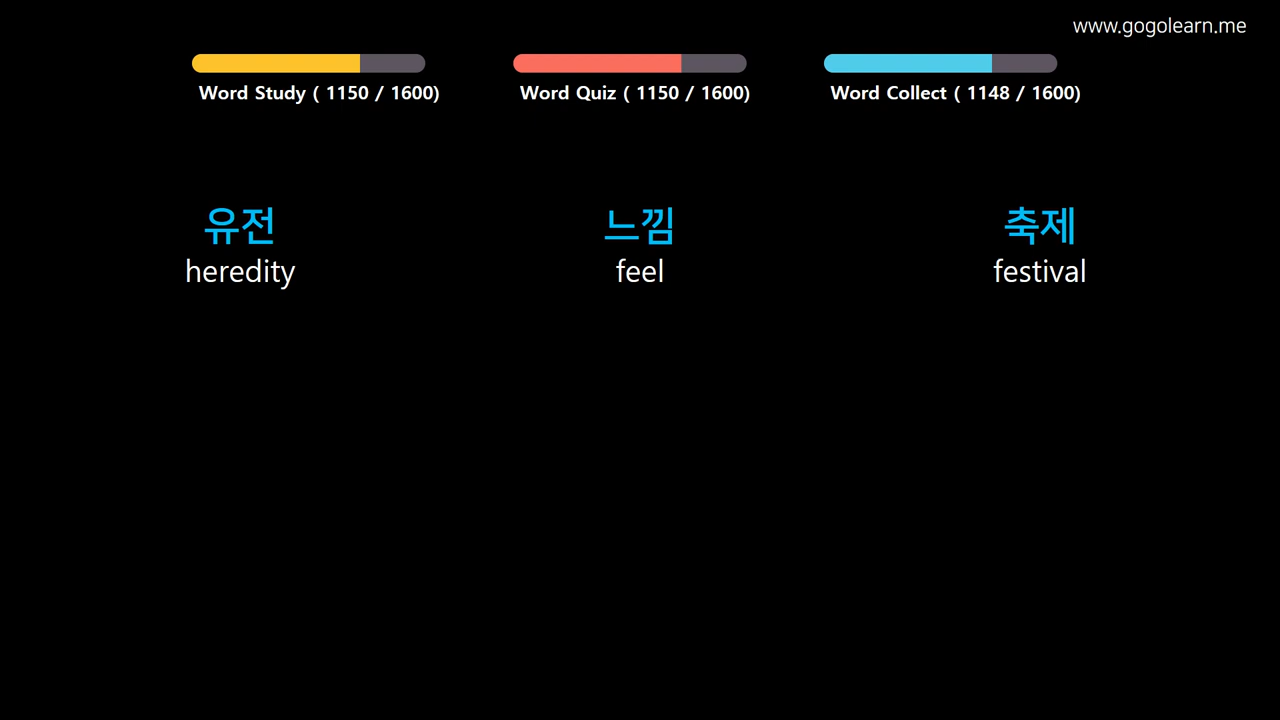 www.gogolearn.me
Word Study ( 1150 / 1600)
Word Quiz ( 1150 / 1600)
Word Collect ( 1148 / 1600)
유전
heredity
느낌
feel
축제
festival